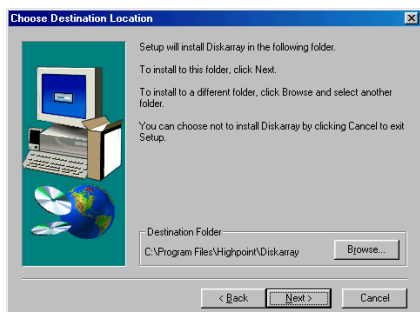 Choose Destination Location
Setup will install Diskarray in the following folder.
To install to this folder, click Next.
To install to a different folder, click Browse and select another
folder.
You can choose not to install Diskarray by clicking Cancel to exit
Setup.
Destination Folder
C:\Program Files\Highpoint\Diskarray
Browse...
< Back
Next >
Cancel